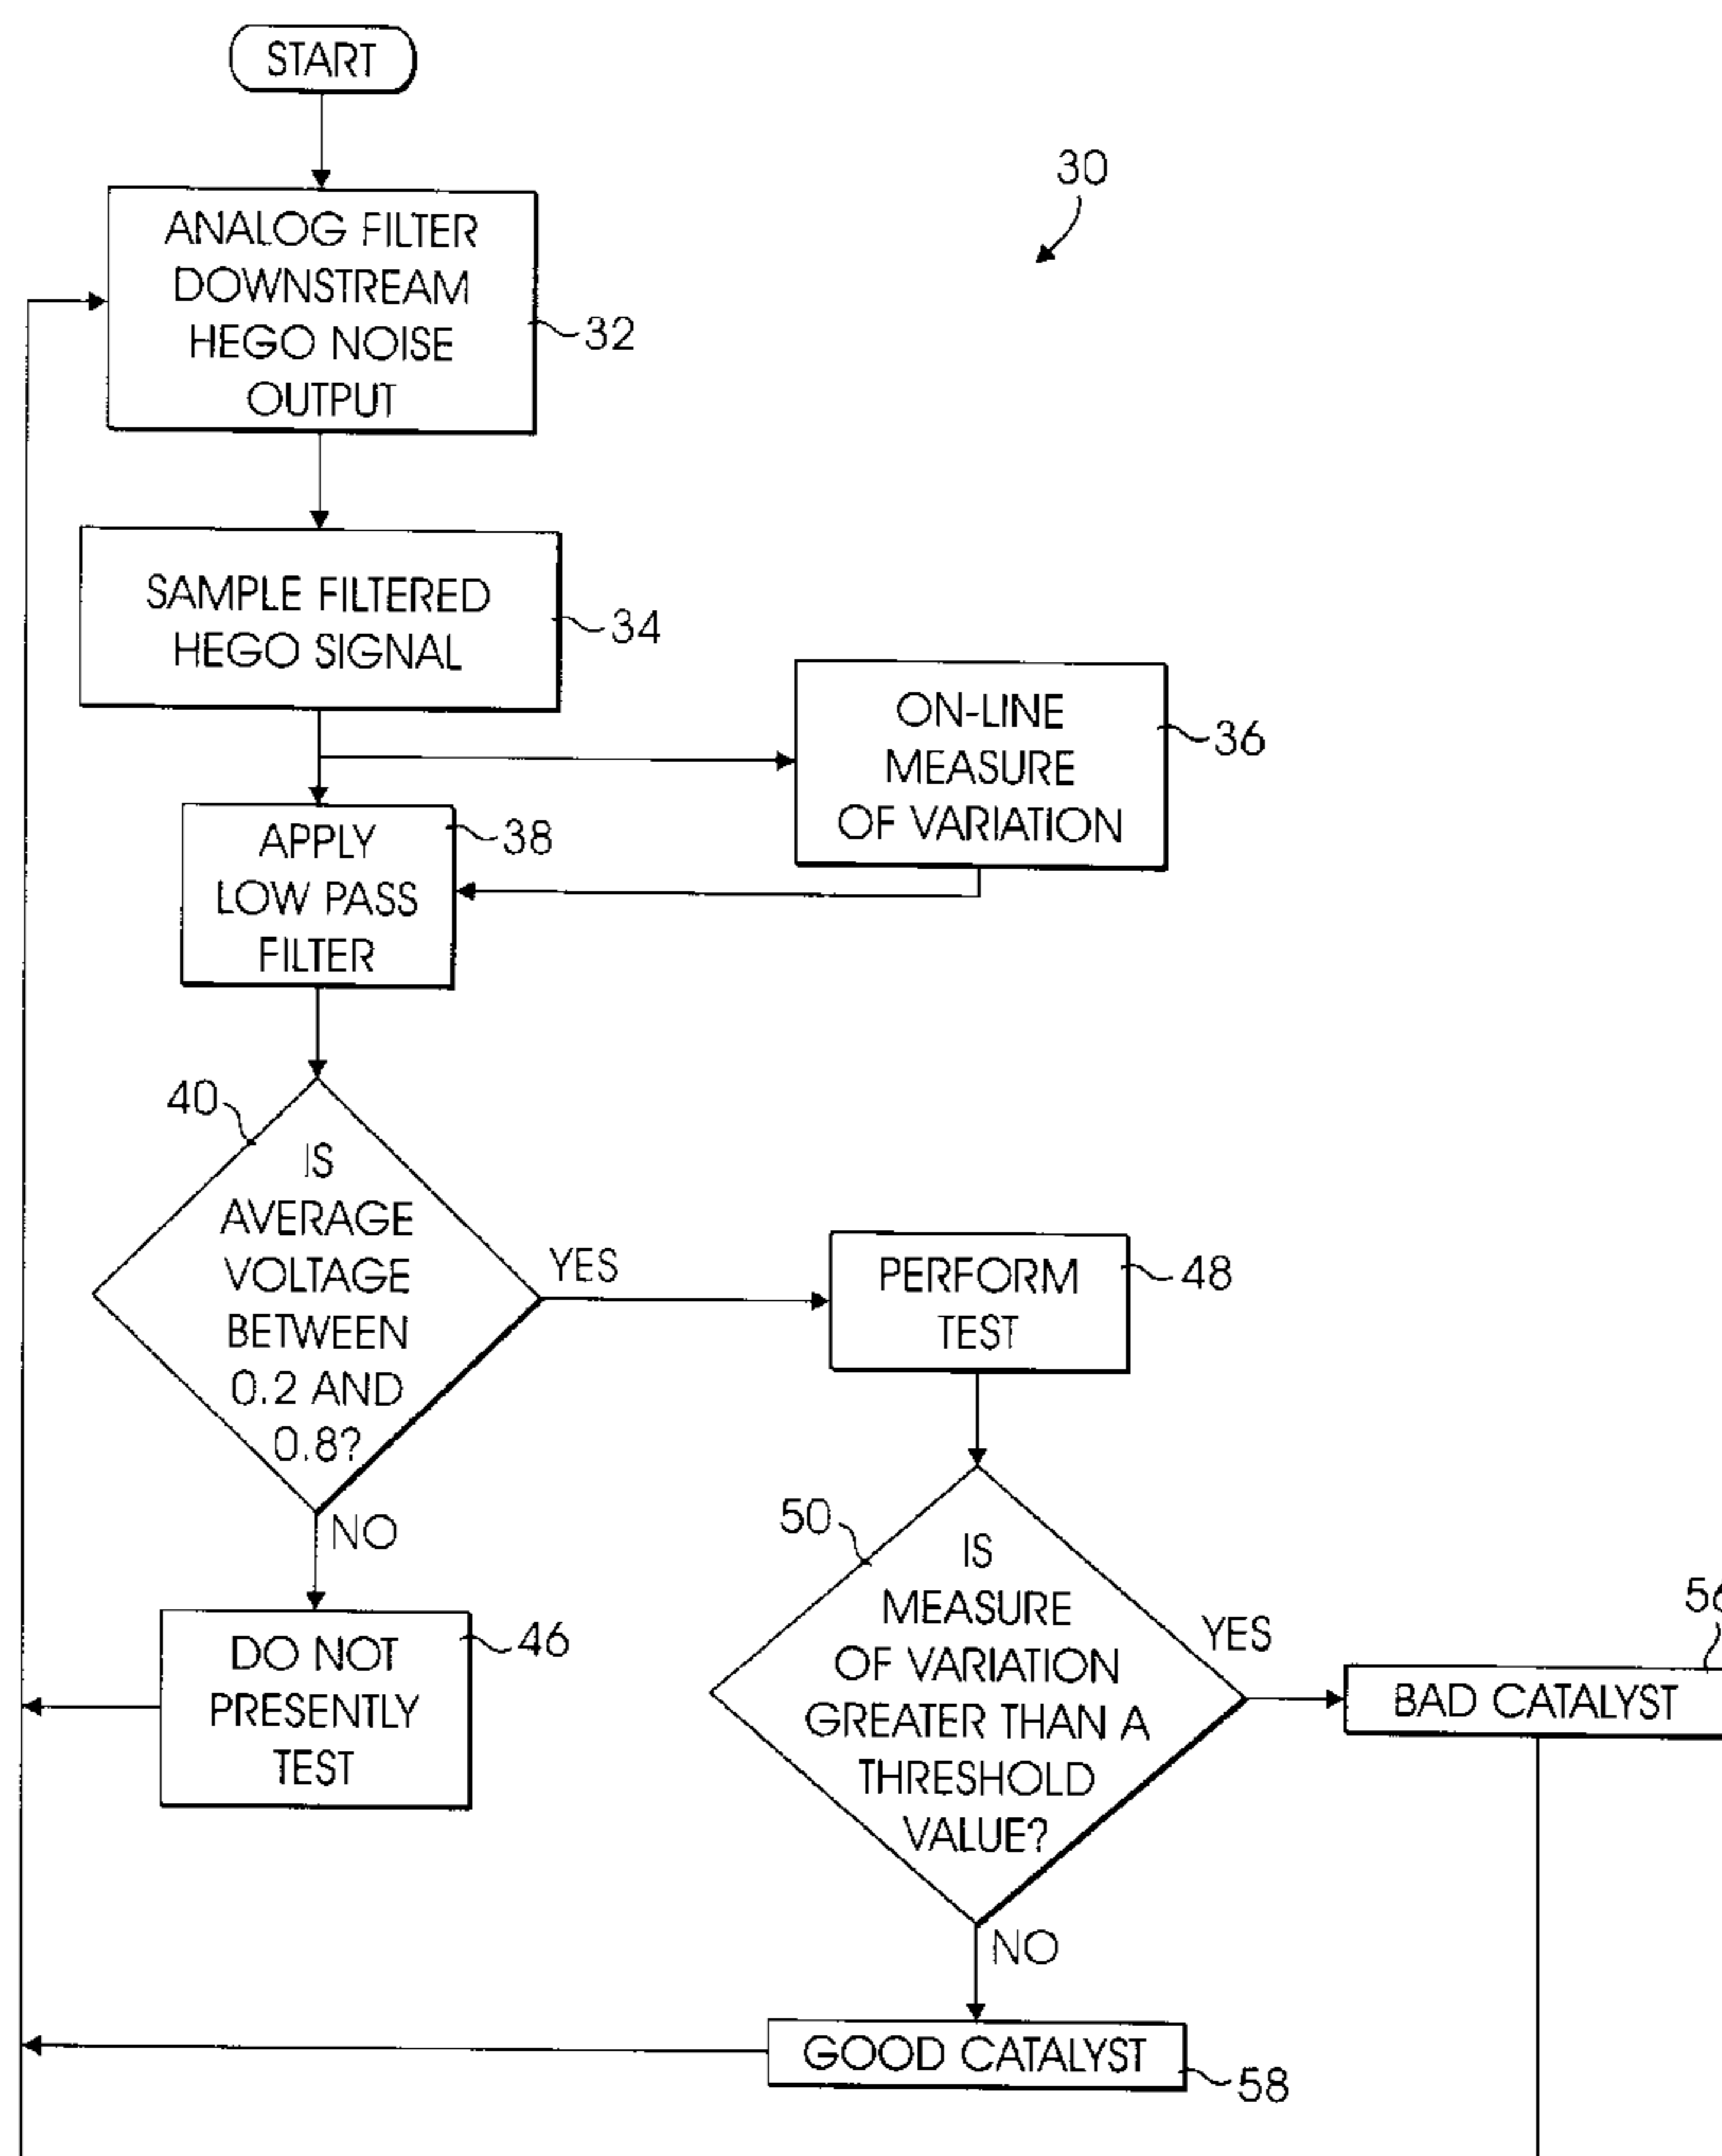 START
30
ANALOG FILTER
DOWNSTREAM
HEGO NOISE
OUTPUT
32
SAMPLE FILTERED
HEGO SIGNAL
34
ON-LINE
MEASURE
OF VARIATION
36
APPLY
LOW PASS
FILTER
38
40
IS
AVERAGE
VOLTAGE
BETWEEN
0.2 AND
0.8?
YES
NO
PERFORM
TEST
48
DO NOT
PRESENTLY
TEST
46
50
IS
MEASURE
OF VARIATION
GREATER THAN A
THRESHOLD
VALUE?
YES
NO
56
BAD CATALYST
GOOD CATALYST
58